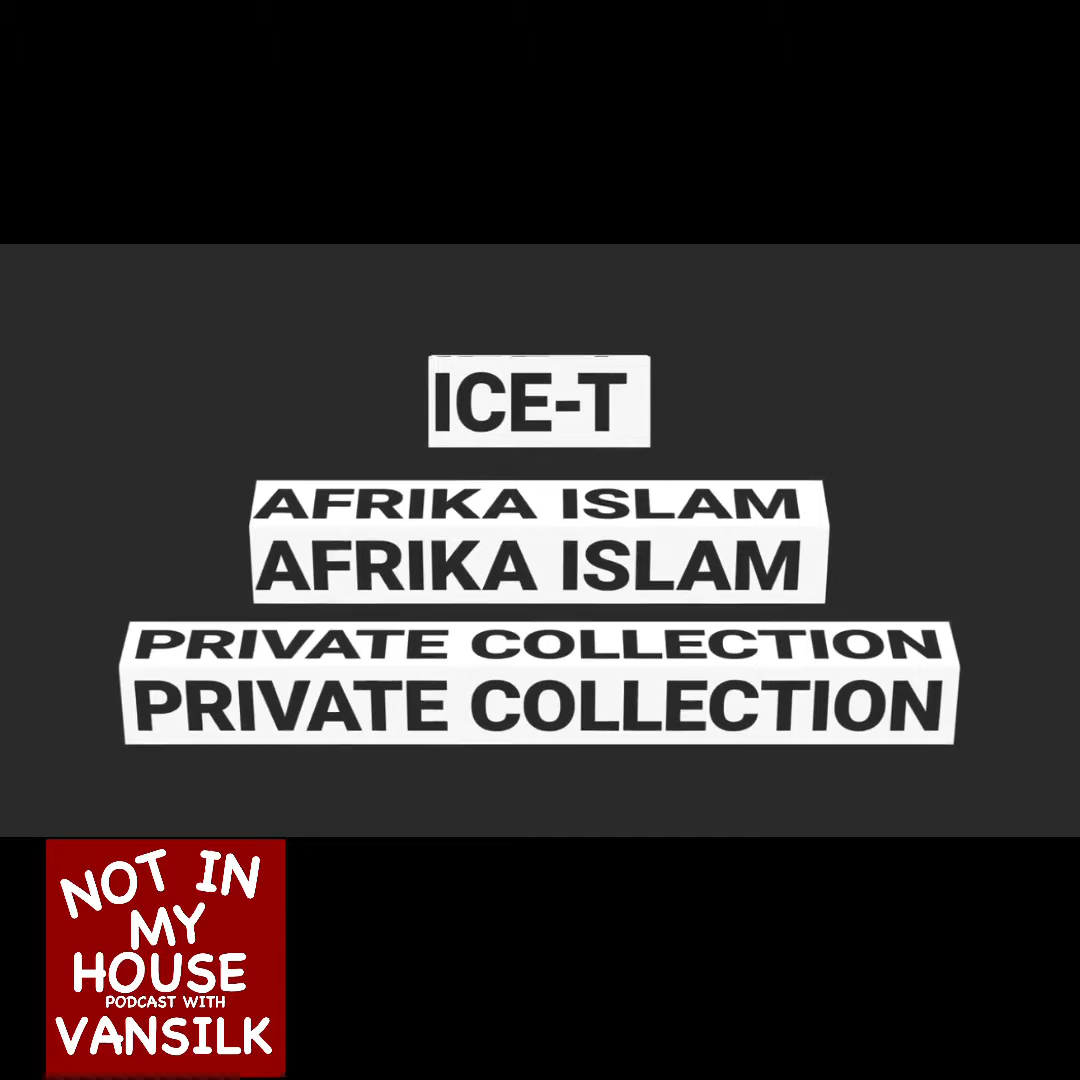 ICE-T
AFRIKA ISLAM
AFRIKA ISLAM
PRIVATE COLLECTION
PRIVATE COLLECTION
NOT IN
MY
HOUSE
PODCAST WITH
VANSILK